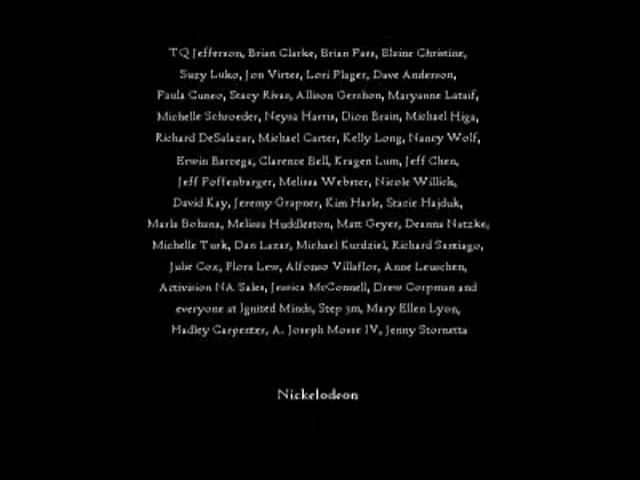 TQ Jefferson, Brian Clarke, Brian Pass, Elaine Christine,
Suzy Luko, Jon Virtes, Lori Plager, Dave Anderson,
Paula Cuneo, Stacy Rivas, Allison Gershon, Maryanne Lataif,
Michelle Schroeder, Neysa Harris, Dion Brain, Michael Higa,
Richard DeSalazar, Michael Carter, Kelly Long, Nancy Wolf,
Erwin Barcega, Clarence Bell, Kragen Lum, Jeff Chen,
Jeff Poffenbarger, Melissa Webster, Nicole Willick,
David Kay, Jeremy Grapner, Kim Harle, Stacie Hajduk,
Marla Bohana, Melissa Huddleston, Matt Geyer, Deanna Natzke,
Michelle Turk, Dan Lazar, Michael Kurdziel, Richard Santiago,
Julie Cox, Flora Lew, Alfonso Villaflor, Anne Leuschen,
Activision NA Sales, Jessica McConnell, Drew Corpman and
everyone at Ignited Minds, Step 3m, Mary Ellen Lyon,
Hadley Carpenter, A. Joseph Mosse IV, Jenny Stornetta
Nickelodeon